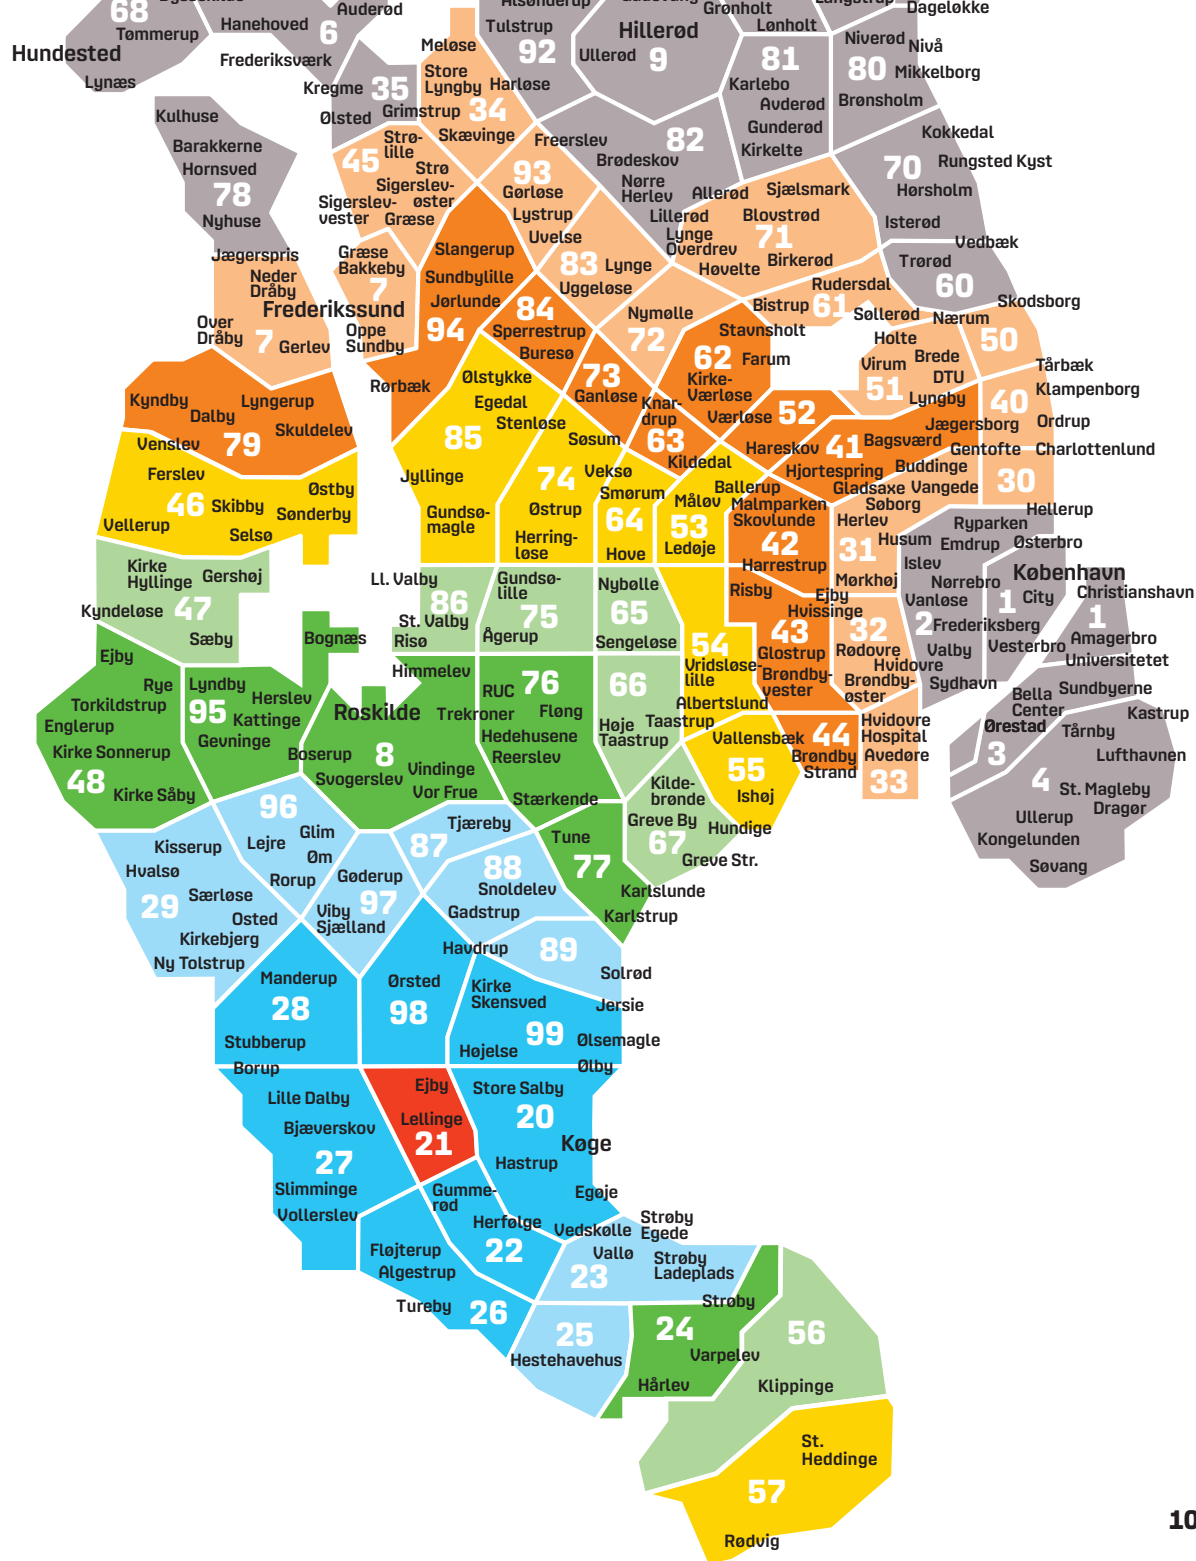 68
Tømmerup
Hundested
Lynæs
Hanehoved
6
Auderød
Frederiksværk
Kregme
35
Ølsted
Grimstrup
Meløse
Store
Lyngby
34
Skævinge
Tulstrup
92
Harløse
Grønholt
Hillerød
Ullerød
9
Lønholt
81
Karlebo
Avderød
Gunderød
Kirkelte
Dageløkke
Niverød
Nivå
80
Mikkelborg
Brønsholm
Kulhuse
Barakkerne
Hornsved
78
Nyhuse
Jægerspris
Neder
Dråby
Frederikssund
Over
Dråby
7
Gerlev
45
Strø-
lille
Strø
Sigerslev-
øster
Sigerslev-
vester
Græse
Græse
Bakkeby
7
Oppe
Sundby
Freerslev
93
Gørløse
Lystrup
82
Brødeskov
Nørre
Herlev
Allerød
Sjælsmark
Lillerød
Blovstrød
Lynge
Overdrev
71
Høvelte
Birkerød
Kokkedal
70
Rungsted Kyst
Hørsholm
Isterød
Vedbæk
Trørød
60
Skodsborg
Slangerup
Sundbylille
Jørlunde
94
Rørbæk
Uvelse
83
Lynge
Uggeløse
84
Sperrestrup
Buresø
Nymølle
72
Rudersdal
Bistrup
61
Søllerød
Nærum
50
Stavnsholt
62
Farum
Kirke-
Værløse
Værløse
Holte
Virum
Brede
DTU
51
Lyngby
Tårbæk
Klampenborg
40
Ordrup
Jægersborg
Gentofte
Charlottenlund
Kyndby
Lyngerup
Dalby
Skuldelev
79
Venslev
Ferslev
46
Skibby
Østby
Sønderby
Vellerup
Selsø
Ølstykke
Egedal
Stenløse
85
Jyllinge
Gundsø-
magle
73
Ganløse
Knar-
drup
63
Kildedal
Søsum
74
Veksø
Østrup
Herring-
løse
Smørum
64
Hove
Måløv
53
Ledøje
52
Hareskov
41
Bagsværd
Hjortespring
Buddinge
Gladsaxe
Vangede
30
Søborg
Hellerup
Ballerup
Malmparken
Skovlunde
42
Harrestrup
Herlev
31
Husum
Mørkhøj
Ryparken
Emdrup
Østerbro
Islev
København
Nørrebro
1
City
Christianshavn
Vanløse
2
Frederiksberg
1
Amagerbro
Valby
Vesterbro
Universitetet
Sydhavn
Kirke
Hyllinge
Gershøj
Kyndeløse
47
Sæby
Ll. Valby
86
St. Valby
Risø
Gundsø-
lille
75
Ågerup
Nybølle
65
Sengeløse
54
Vridsløse-
lille
Albertslund
Risby
Ejby
Hvissinge
43
Glostrup
Brøndby-
vester
32
Rødovre
Hvidovre
Brøndby-
øster
Bella
Center
Sundbyerne
Ørestad
Tårnby
Kastrup
3
Lufthavnen
4
St. Magleby
Dragør
Ullerup
Kongelunden
Søvang
Bognæs
Ejby
Rye
Torkildstrup
Englerup
Kirke Sonnerup
48
Kirke Såby
Lyndby
Herslev
95
Kattinge
Gevninge
Himmelev
Roskilde
Trekroner
Boserup
8
Svogerslev
Vindinge
Vor Frue
RUC
76
Fløng
Hedehusene
Reerslev
Stærkende
66
Høje
Taastrup
Taastrup
Vallensbæk
55
Ishøj
44
Brøndby
Strand
Hvidovre
Hospital
Avedøre
33
Kilde-
brønde
Greve By
Hundige
67
Greve Str.
Tune
77
Karlslunde
Karlstrup
96
Glim
Lejre
Øm
Rorup
Kisserup
Hvalsø
Særløse
29
Osted
Kirkebjerg
Ny Tolstrup
Tjæreby
87
Gøderup
97
Viby
Sjælland
88
Snoldelev
Gadstrup
Havdrup
89
Solrød
Manderup
28
Stubberup
Borup
Ørsted
98
Kirke
Skensved
Jersie
99
Ølsemagle
Højelse
Ølby
Lille Dalby
Bjæverskov
27
Slimminge
Vollerslev
Ejby
Lellinge
21
Store Salby
20
Køge
Hastrup
Egøje
Gumme-
rød
Herfølge
22
Vedskølle
Strøby
Egede
Vallø
23
Strøby
Ladeplads
Fløjterup
Algestrup
Tureby
26
25
Hestehavehus
Strøby
24
Varpelev
Hårlev
56
Klippinge
St.
Heddinge
57
Rødvig
10